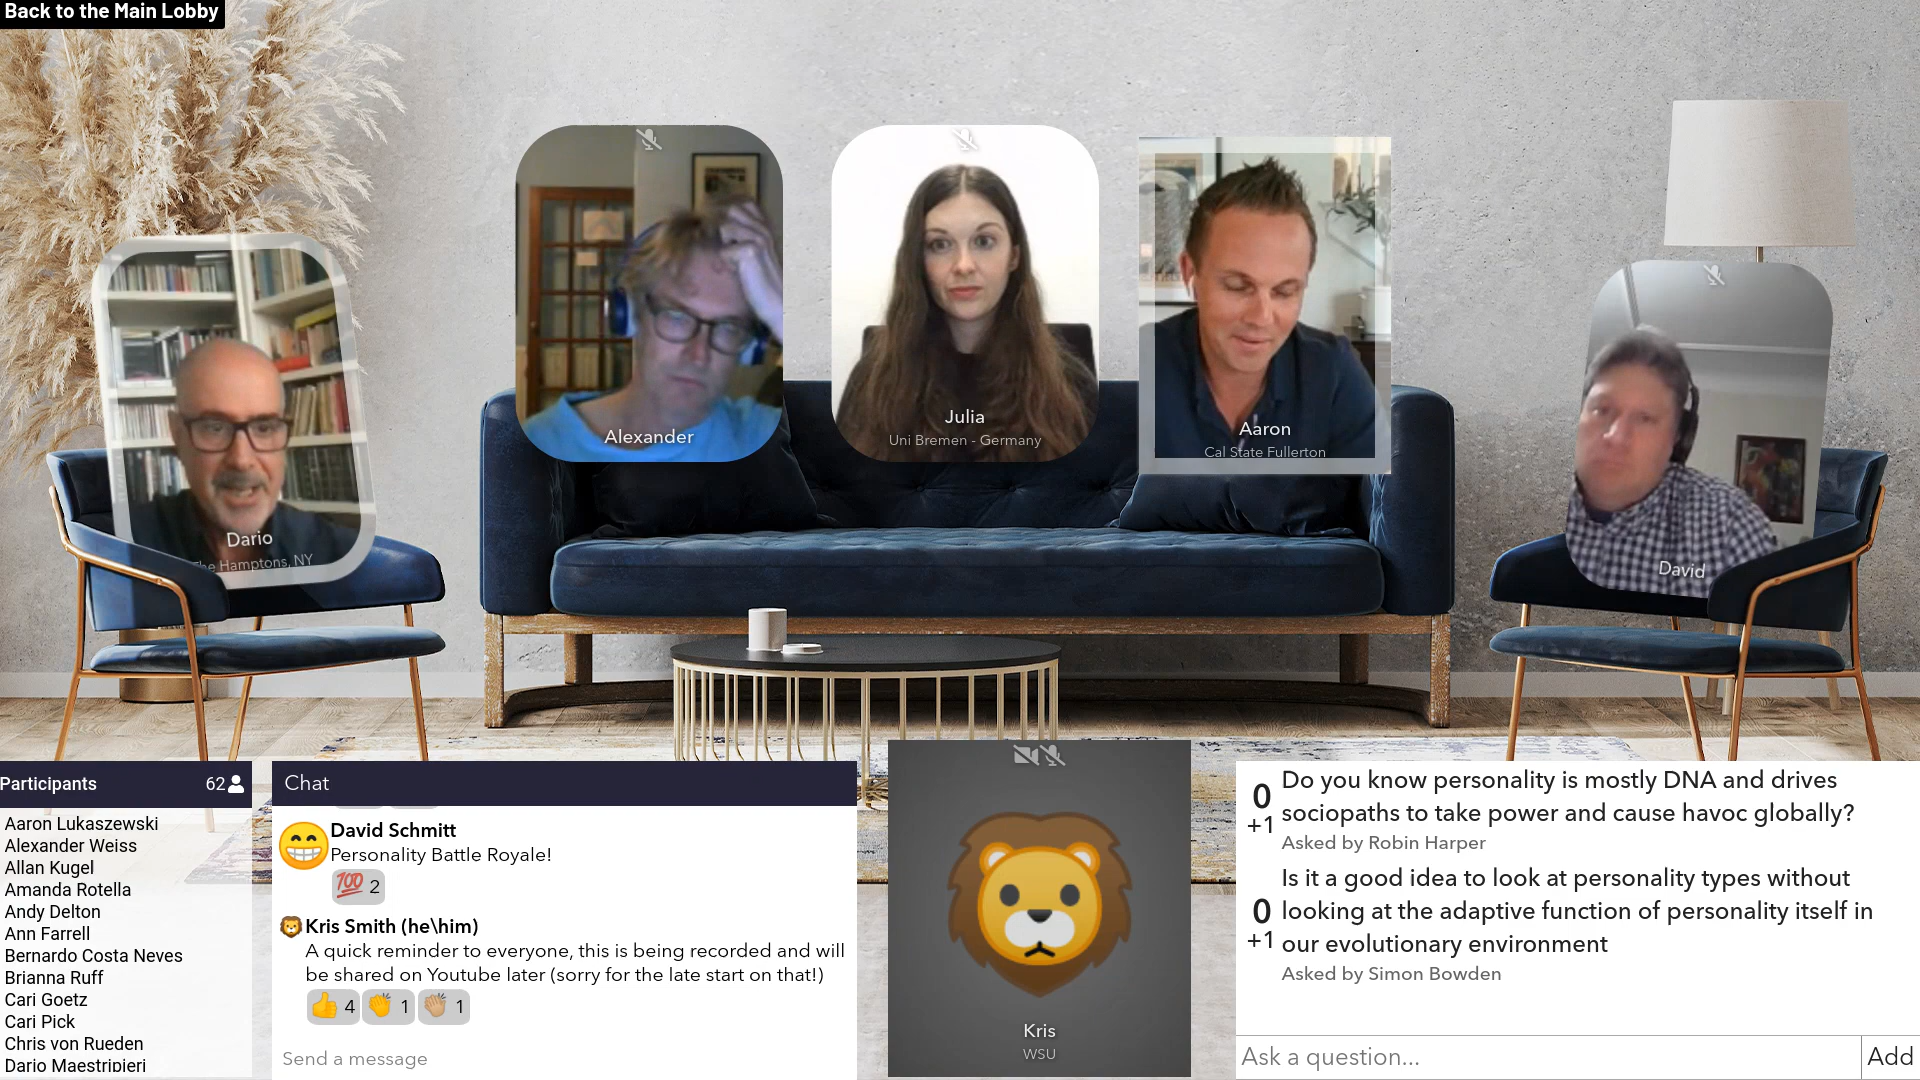 Back to the Main Lobby
Alexander
Julia
Uni Bremen - Germany
Aaron
Cal State Fullerton
Dario
The Hamptons, NY
David
Participants
62
Aaron Lukaszewski
Alexander Weiss
Allan Kugel
Amanda Rotella
Andy Delton
Ann Farrell
Bernardo Costa Neves
Brianna Ruff
Cari Goetz
Cari Pick
Chris von Rueden
Dario Maestripieri
Chat
David Schmitt
Personality Battle Royale!
💯 2
Kris Smith (he\him)
A quick reminder to everyone, this is being recorded and will
be shared on Youtube later (sorry for the late start on that!)
4 1 1
Send a message
Kris
WSU
0
+1
Do you know personality is mostly DNA and drives
sociopaths to take power and cause havoc globally?
Asked by Robin Harper
0
+1
Is it a good idea to look at personality types without
looking at the adaptive function of personality itself in
our evolutionary environment
Asked by Simon Bowden
Ask a question...
Add